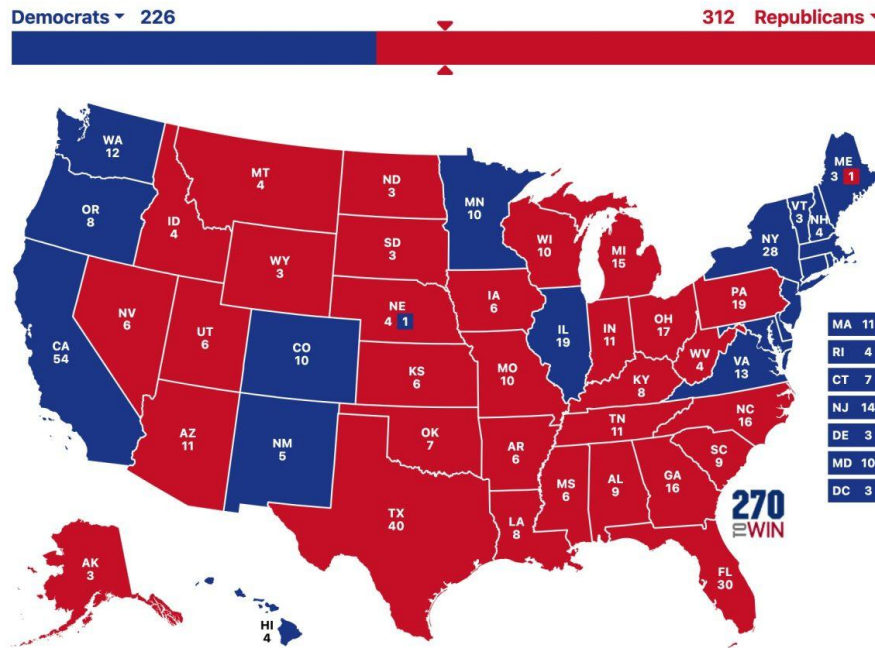 Democrats 226
312 Republicans
WA
12
OR
8
CA
54
NV
6
ID
4
MT
4
WY
3
UT
6
AZ
11
CO
10
NM
5
ND
3
SD
3
NE
4 1
KS
6
OK
7
TX
40
MN
10
IA
6
MO
10
AR
6
LA
8
WI
10
IL
19
MI
15
IN
11
OH
17
KY
8
TN
11
MS
6
AL
9
GA
16
FL
30
SC
9
NC
16
VA
13
WV
4
PA
19
NY
28
VT
3
NH
4
ME
3 1
MA 11
RI 4
CT 7
NJ 14
DE 3
MD 10
DC 3
AK
3
HI
4
270
TO WIN